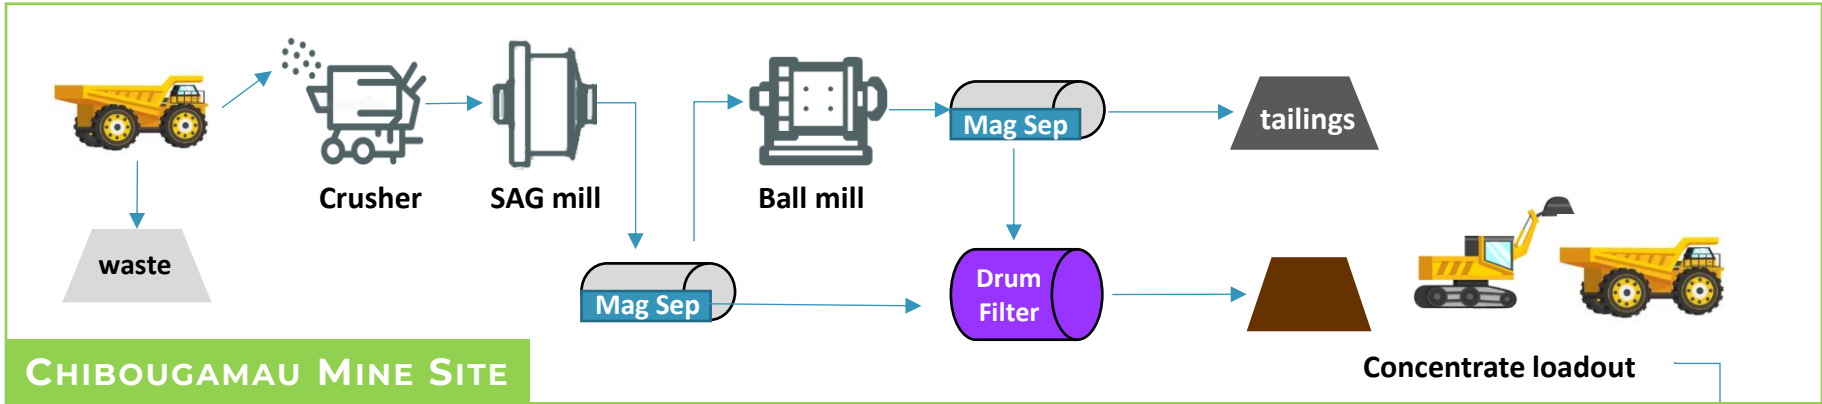 tailings
Mag Sep
Crusher
SAG mill
Ball mill
waste
Drum
Filter
Mag Sep
Concentrate loadout
CHIBOUGAMAU MINE SITE